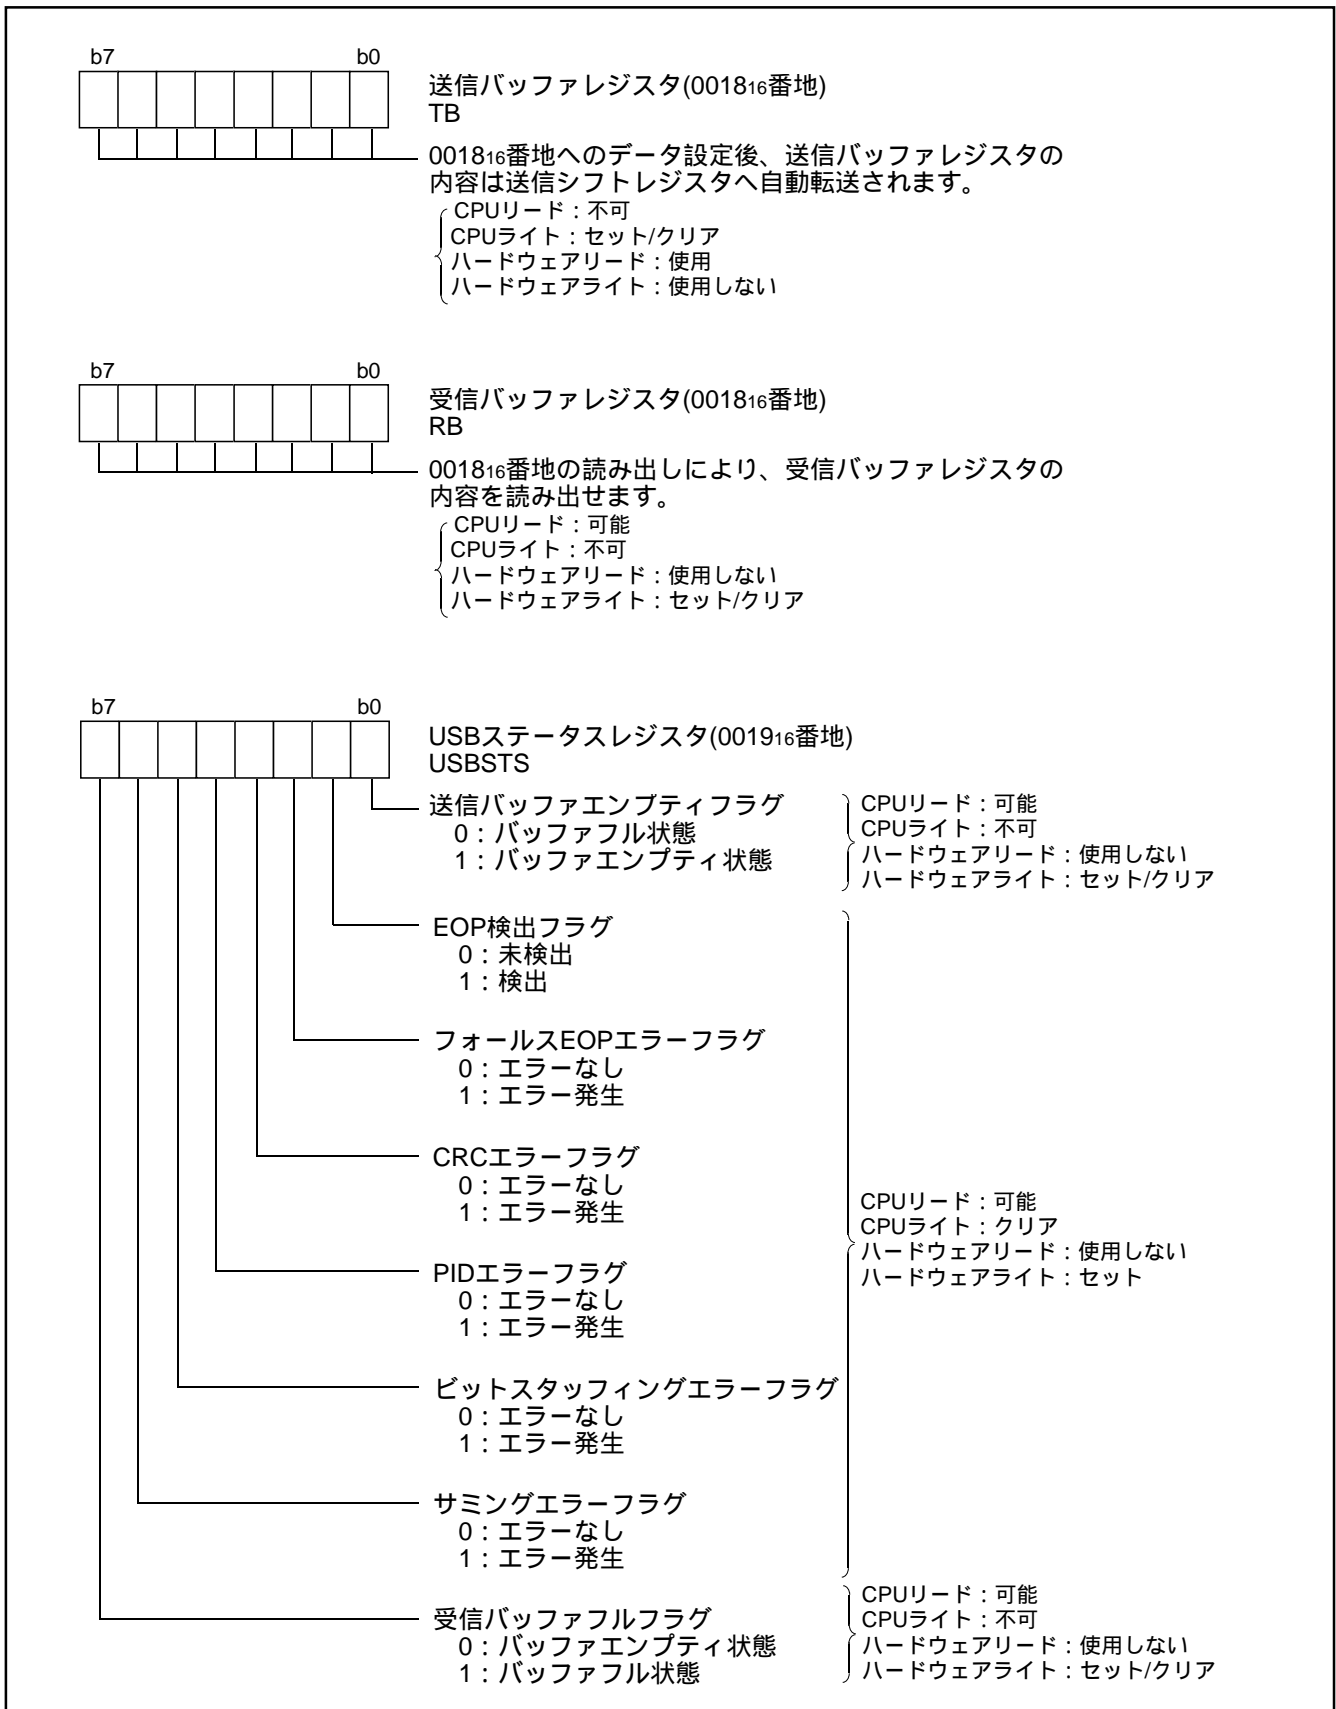 b7 b0
送信バッファレジスタ(001816番地)
TB
001816番地へのデータ設定後、送信バッファレジスタの
内容は送信シフトレジスタへ自動転送されます。
CPUリード：不可
CPUライト：セット/クリア
ハードウェアリード：使用
ハードウェアライト：使用しない
b7 b0
受信バッファレジスタ(001816番地)
RB
001816番地の読み出しにより、受信バッファレジスタの
内容を読み出せます。
CPUリード：可能
CPUライト：不可
ハードウェアリード：使用しない
ハードウェアライト：セット/クリア
b7 b0
USBステータスレジスタ(001916番地)
USBSTS
送信バッファエンプティフラグ
0：バッファフル状態
1：バッファエンプティ状態
CPUリード：可能
CPUライト：不可
ハードウェアリード：使用しない
ハードウェアライト：セット/クリア
EOP検出フラグ
0：未検出
1：検出
フォールスEOPエラーフラグ
0：エラーなし
1：エラー発生
CRCエラーフラグ
0：エラーなし
1：エラー発生
PIDエラーフラグ
0：エラーなし
1：エラー発生
ビットスタッフィングエラーフラグ
0：エラーなし
1：エラー発生
サミングエラーフラグ
0：エラーなし
1：エラー発生
CPUリード：可能
CPUライト：クリア
ハードウェアリード：使用しない
ハードウェアライト：セット
受信バッファフルフラグ
0：バッファエンプティ状態
1：バッファフル状態
CPUリード：可能
CPUライト：不可
ハードウェアリード：使用しない
ハードウェアライト：セット/クリア